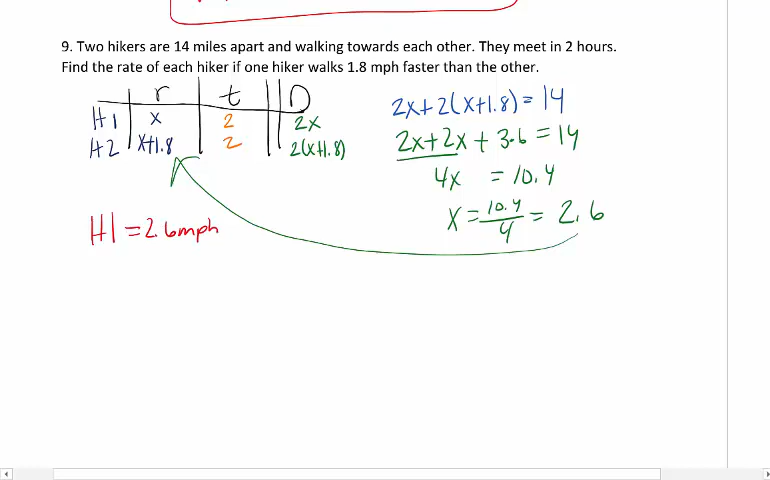 9. Two hikers are 14 miles apart and walking towards each other. They meet in 2 hours.
Find the rate of each hiker if one hiker walks 1.8 mph faster than the other.
r t D
H1 x 2 2x
H2 x+1.8 2 2(x+1.8)
2x+2(x+1.8)=14
2x+2x+3.6=14
4x =10.4
x=10.4/4=2.6
H1=2.6mph